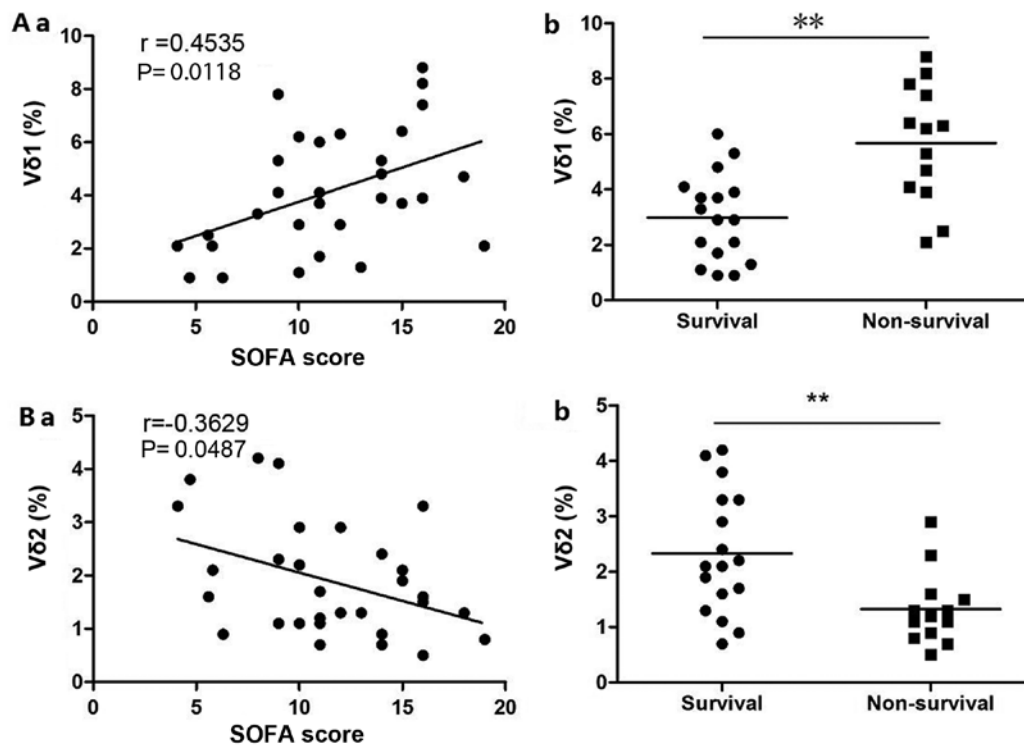 A a
r =0.4535
P= 0.0118
Vδ1 (%)
10
8
6
4
2
0
0 5 10 15 20
SOFA score
b
**
Vδ1 (%)
10
8
6
4
2
0
Survival Non-survival
B a
r=-0.3629
P= 0.0487
Vδ2 (%)
5
4
3
2
1
0
0 5 10 15 20
SOFA score
b
**
Vδ2 (%)
5
4
3
2
1
0
Survival Non-survival